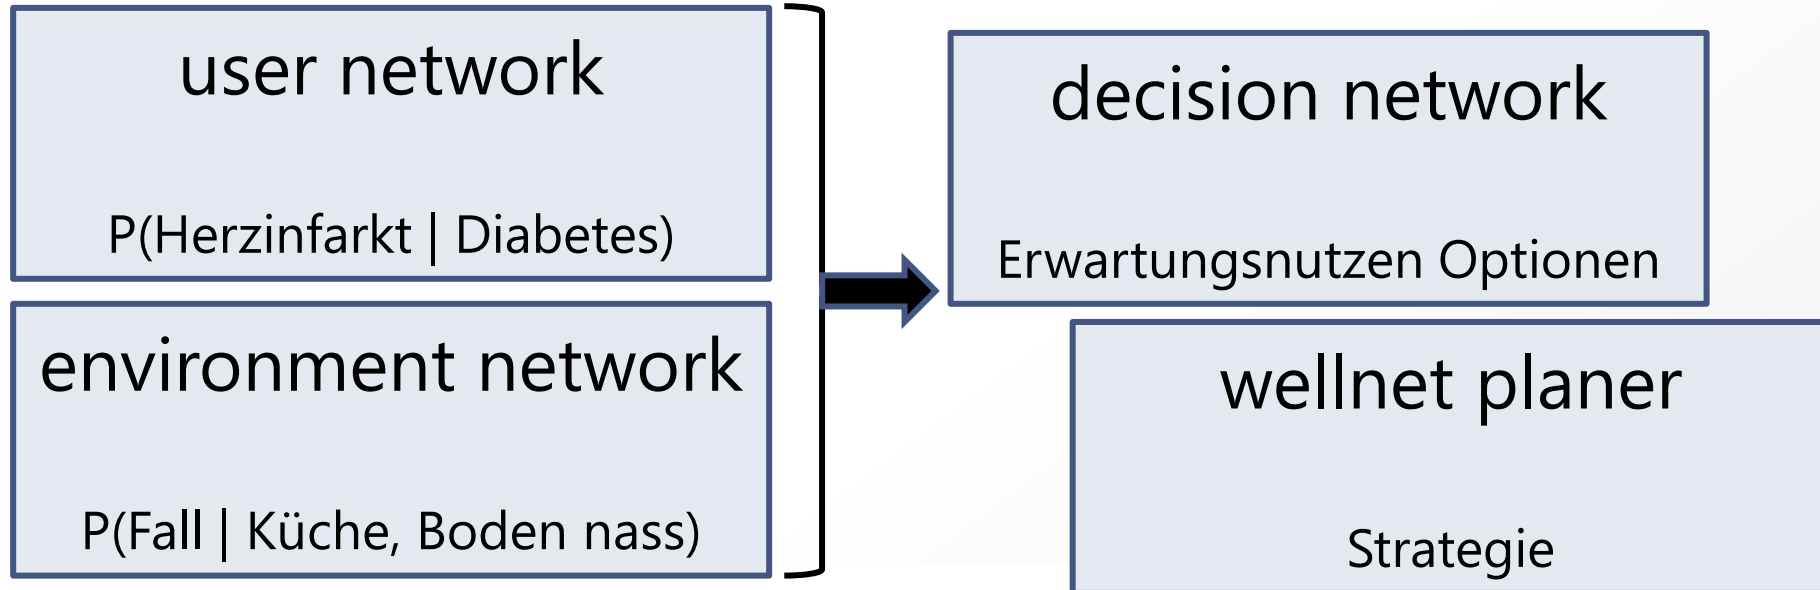 user network
P(Herzinfarkt | Diabetes)
environment network
P(Fall | Küche, Boden nass)
decision network
Erwartungsnutzen Optionen
wellnet planer
Strategie